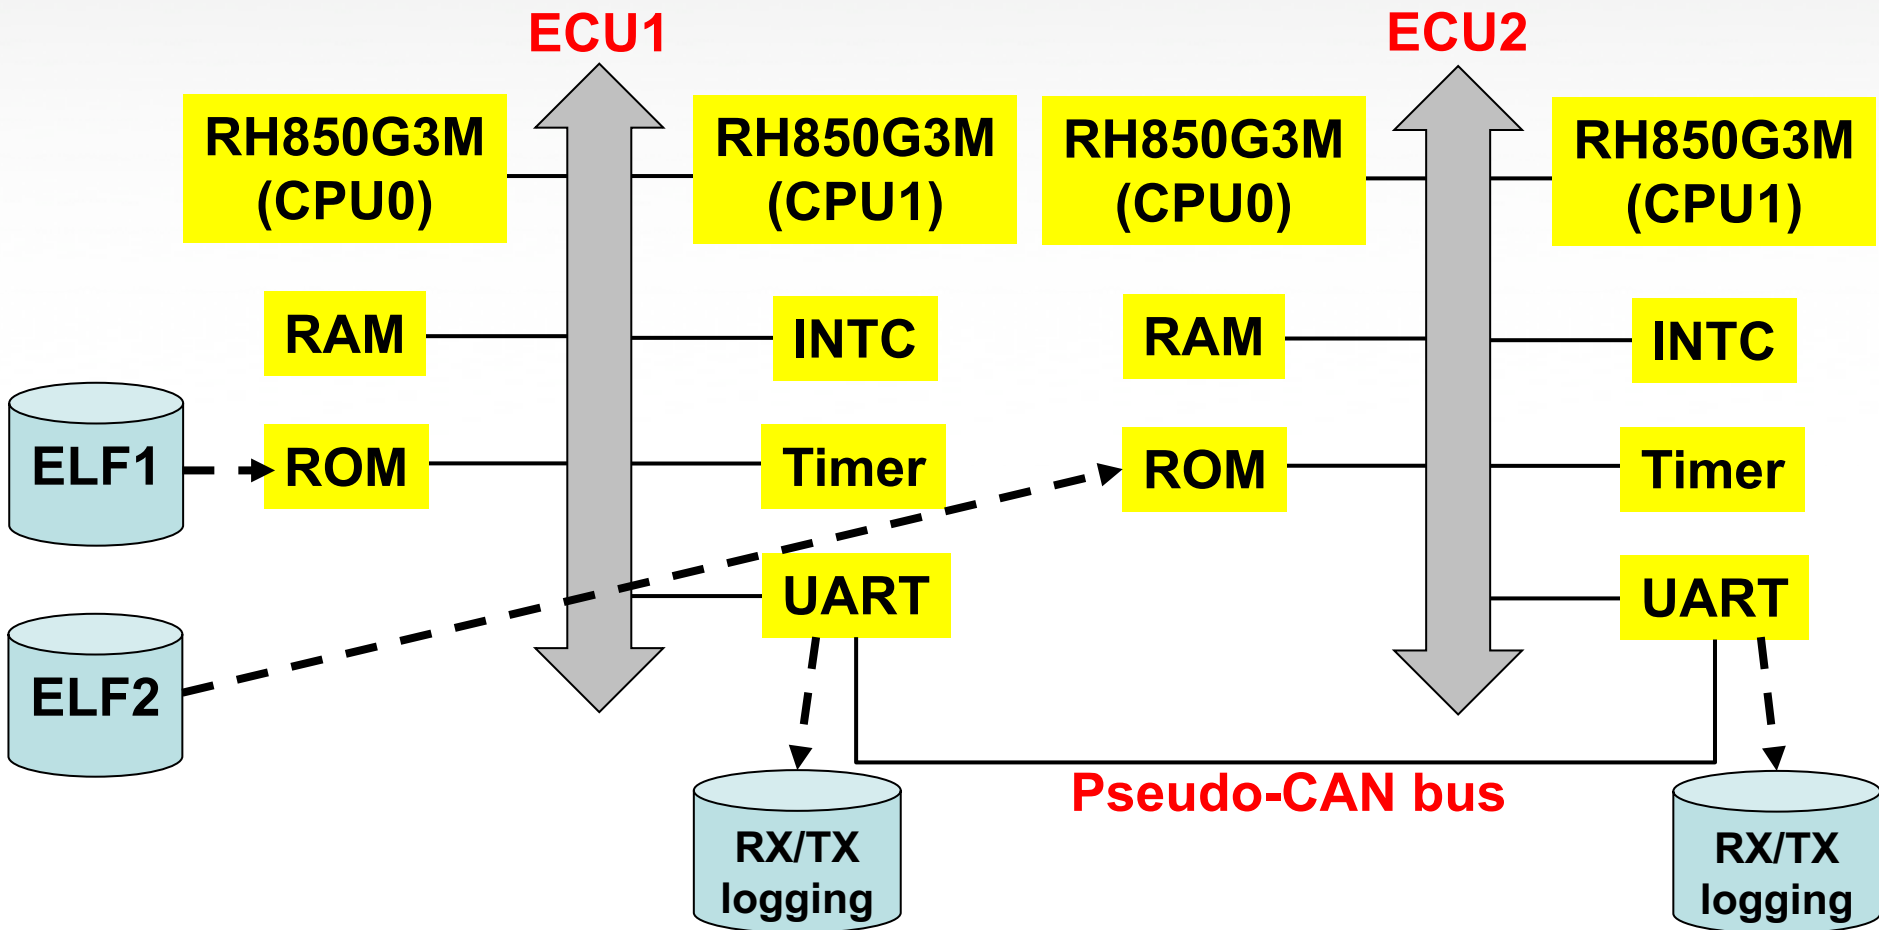 ECU1
ECU2
RH850G3M
(CPU0)
RH850G3M
(CPU1)
RH850G3M
(CPU0)
RH850G3M
(CPU1)
RAM
INTC
RAM
INTC
ELF1
ROM
Timer
ROM
Timer
UART
UART
ELF2
Pseudo-CAN bus
RX/TX
logging
RX/TX
logging